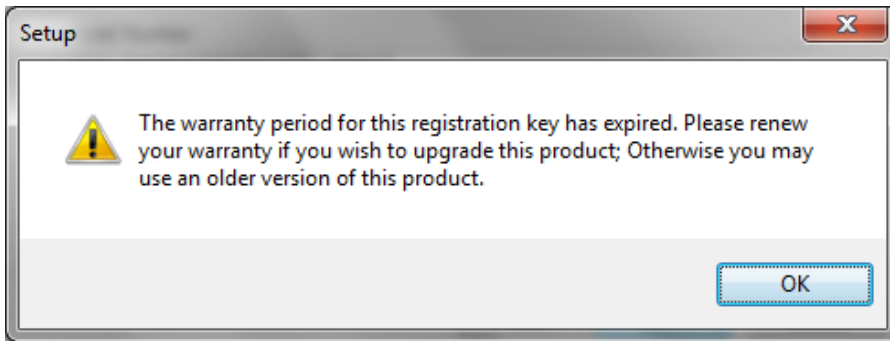 Setup
The warranty period for this registration key has expired. Please renew
your warranty if you wish to upgrade this product; Otherwise you may
use an older version of this product.
OK